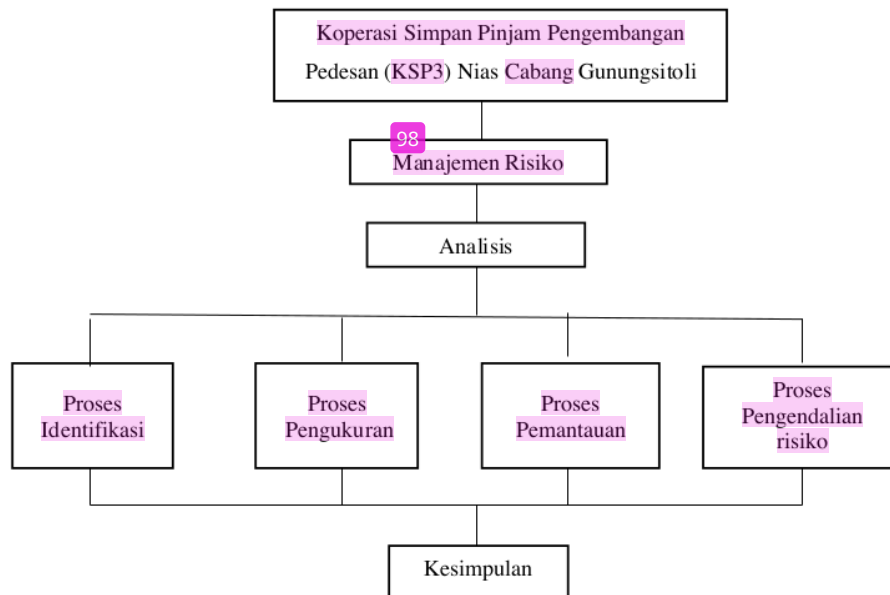 Koperasi Simpan Pinjam Pengembangan
Pedesan (KSP3) Nias Cabang Gunungsitoli
98
Manajemen Risiko
Analisis
Proses
Identifikasi
Proses
Pengukuran
Proses
Pemantauan
Proses
Pengendalian
risiko
Kesimpulan